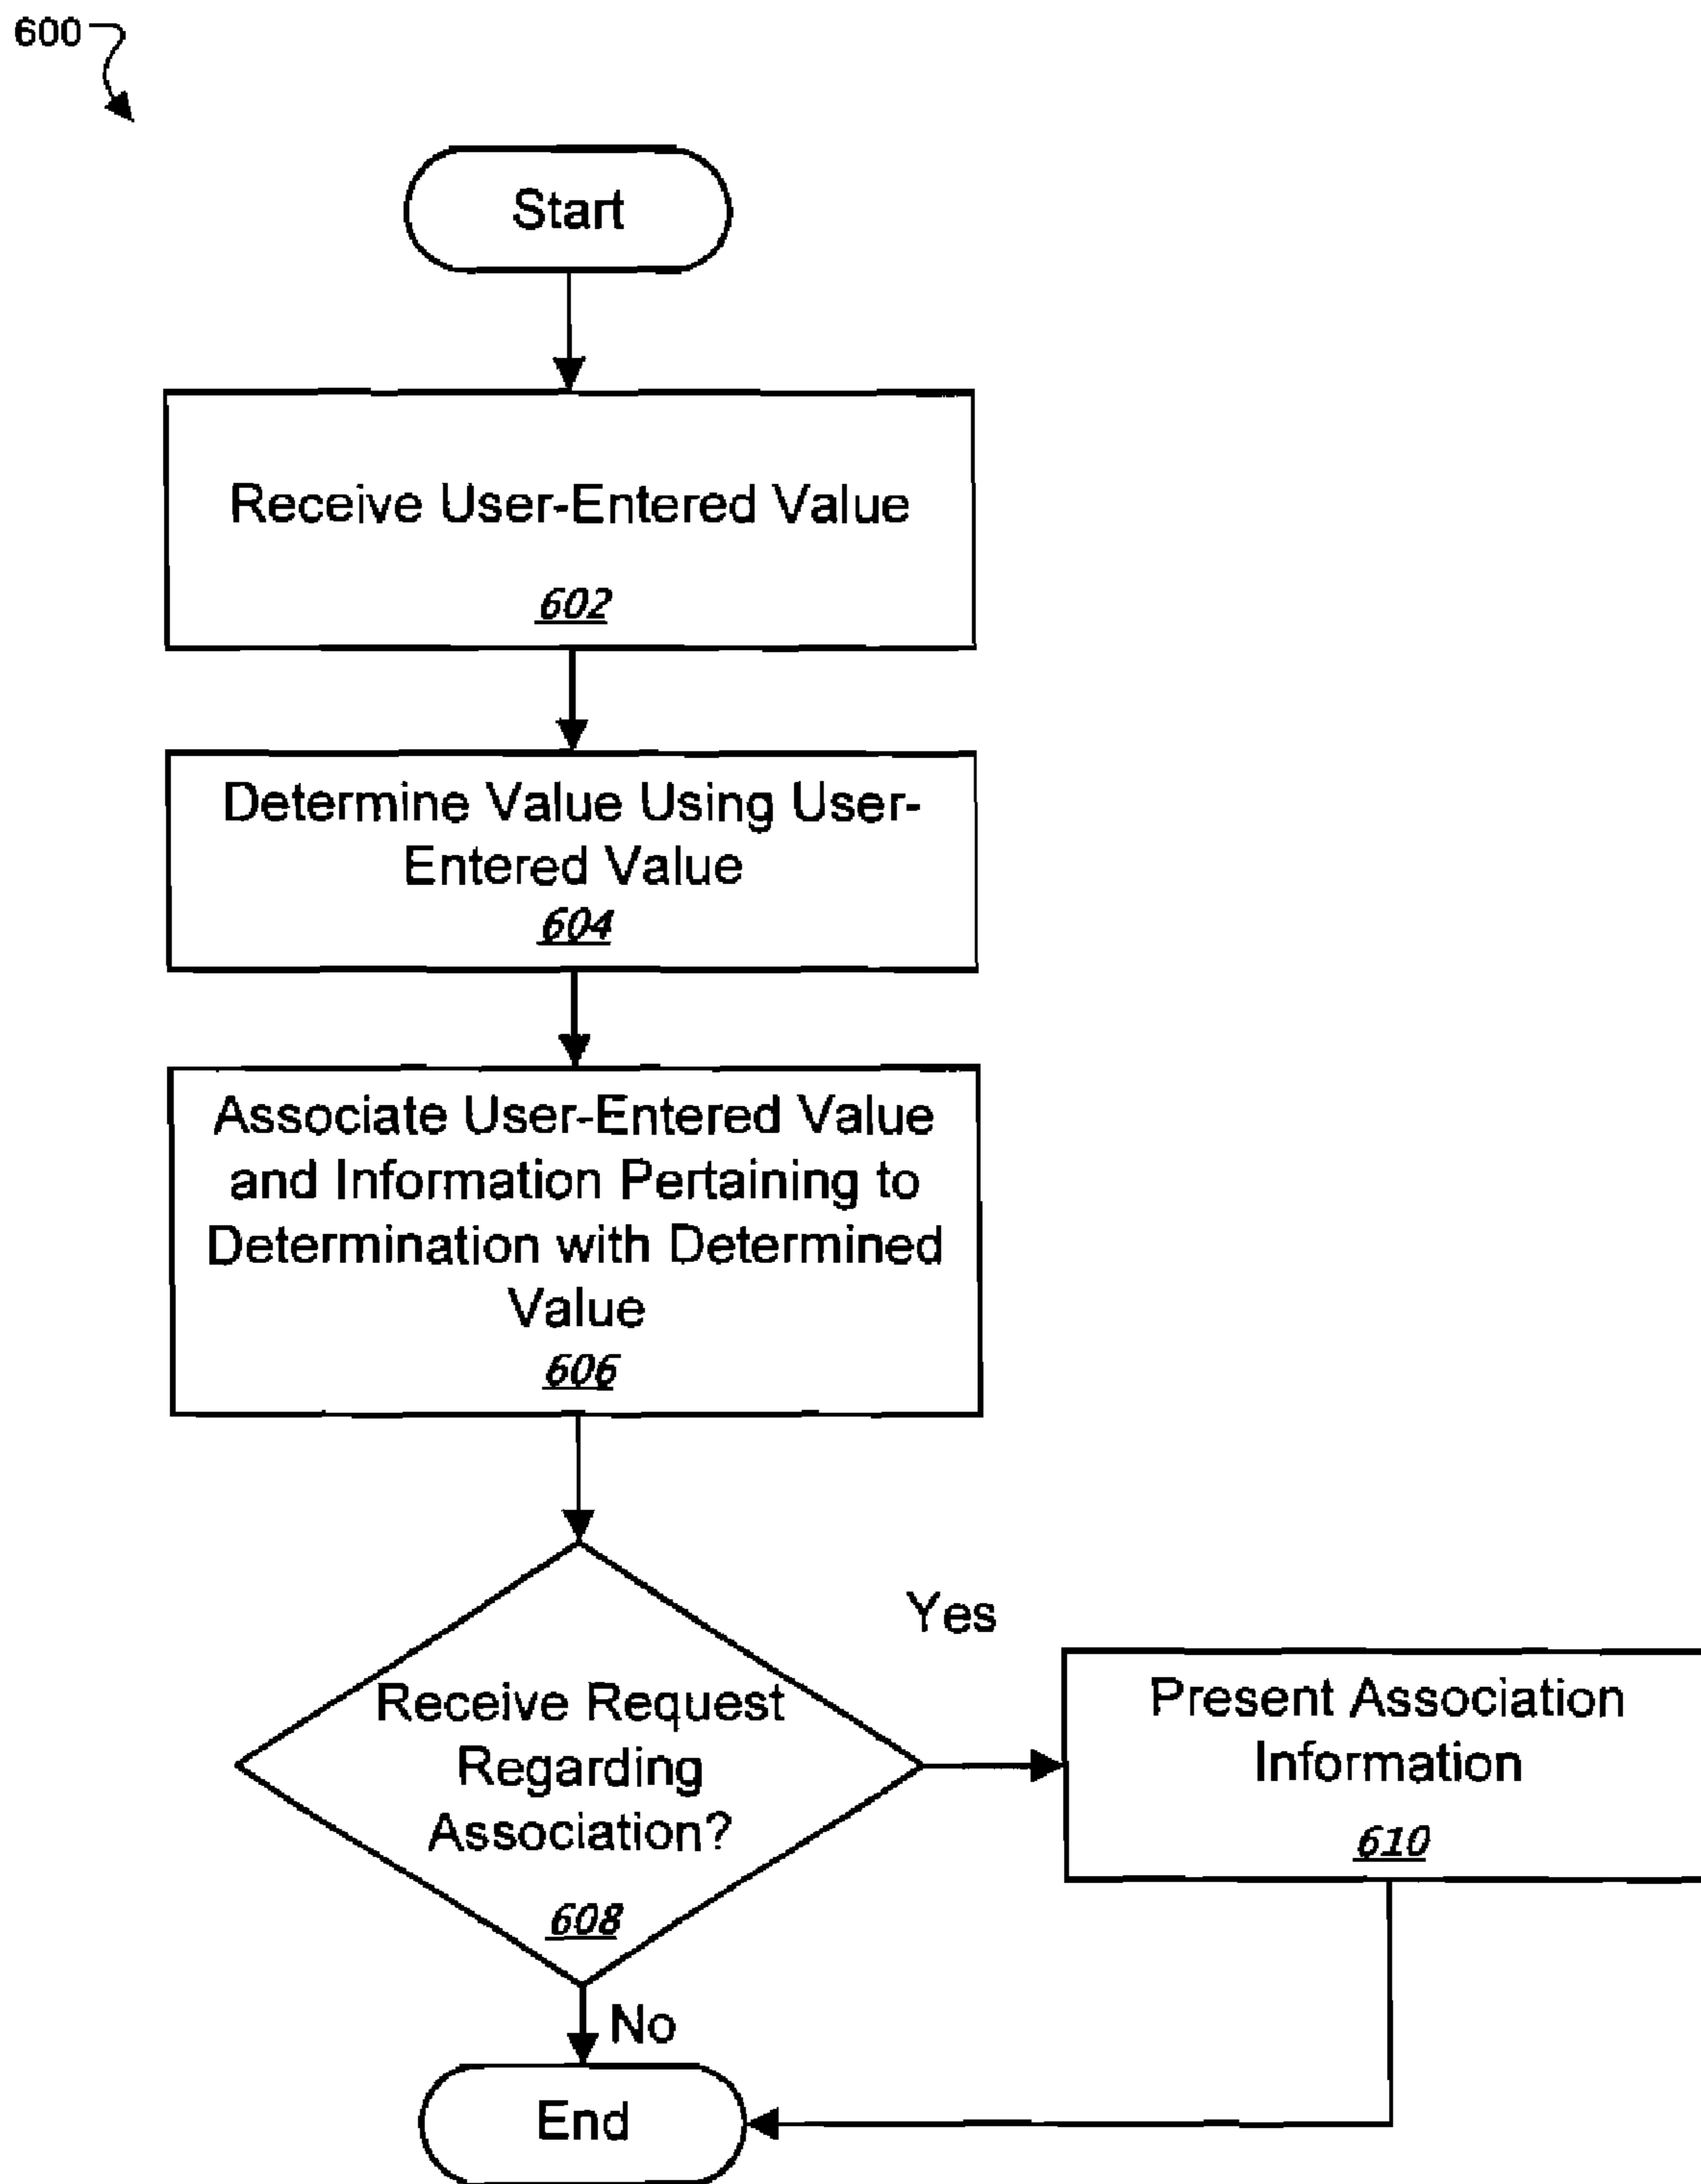 600
Start
Receive User-Entered Value
602
Determine Value Using User-
Entered Value
604
Associate User-Entered Value
and Information Pertaining to
Determination with Determined
Value
606
Receive Request
Regarding
Association?
608
Yes
Present Association
Information
610
No
End